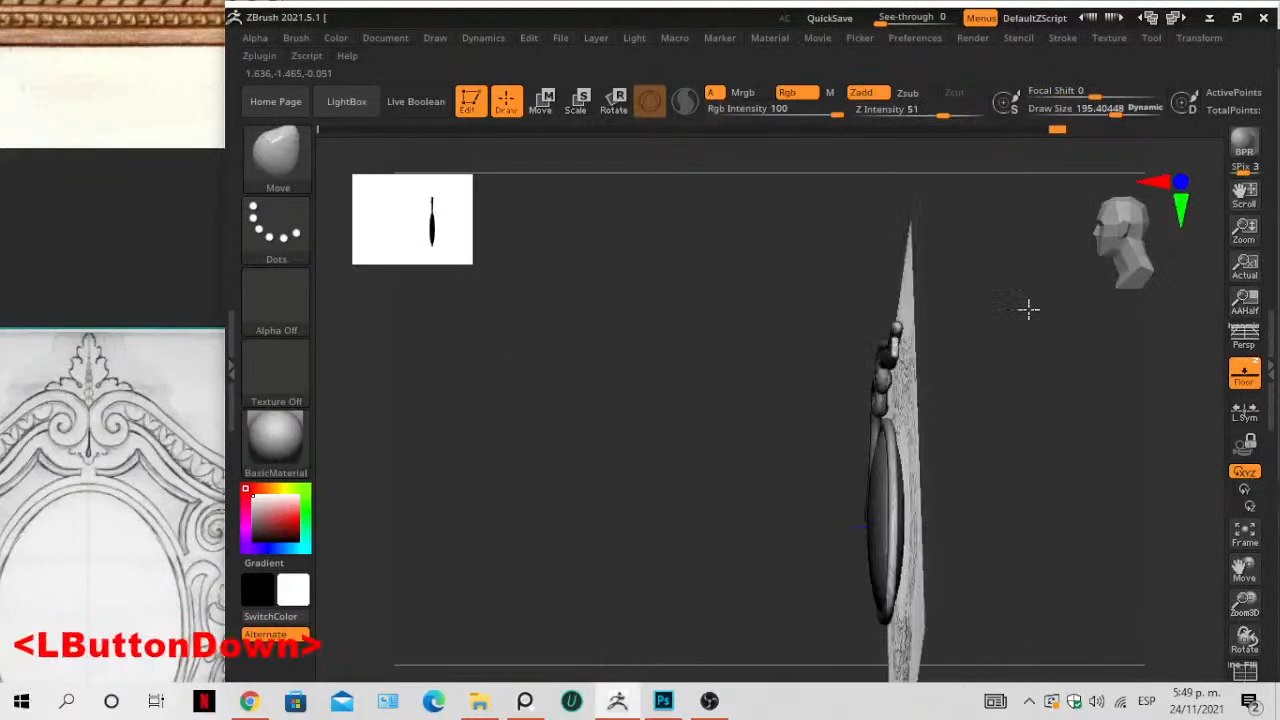 ZBrush 2021.5.1 [
AC QuickSave See-through 0 Menus DefaultZScript
Alpha Brush Color Document Draw Dynamics Edit File Layer Light Macro Marker Material Movie Picker Preferences Render Stencil Stroke Texture Tool Transform
Zplugin Zscript Help
1.636,-1.465,-0.051
Home Page LightBox Live Boolean Edit Draw Move Scale Rotate
A Mrgb Rgb M Zadd Zsub Zcut
Rgb Intensity 100 Z Intensity 51
Focal Shift 0
Draw Size 195.40448 Dynamic
ActivePoints
TotalPoints:
Move
Dots
Alpha Off
Texture Off
BasicMaterial
Gradient
SwitchColor
Alternate
BPR
SPix 3
Scroll
Zoom
Actual
AAHalf
Dynamic
Persp
Floor
L.Sym
XYZ
Frame
Move
Zoom3D
Rotate
<LButtonDown>
ESP
5:49 p. m.
24/11/2021
2